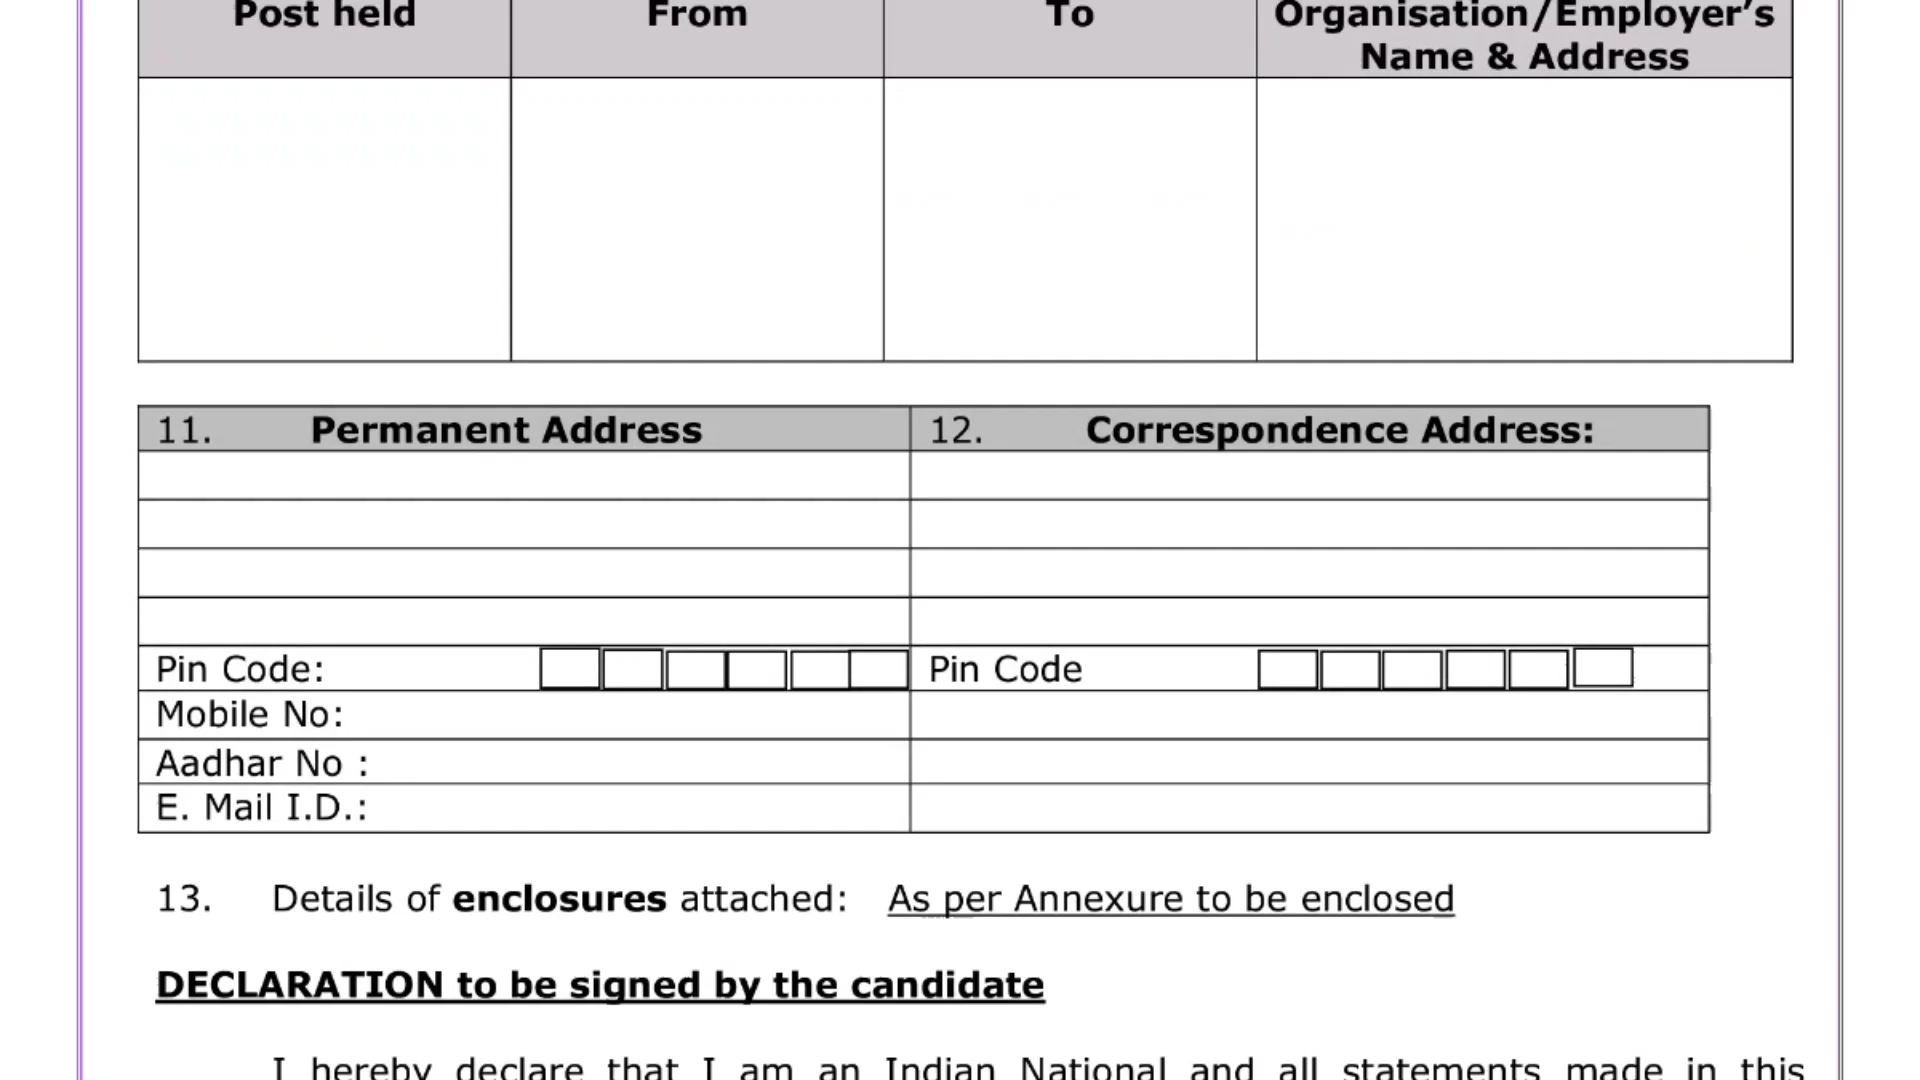 Post held From To Organisation/Employer’s
Name & Address
11. Permanent Address 12. Correspondence Address:
Pin Code: Pin Code
Mobile No:
Aadhar No :
E. Mail I.D.:
13. Details of enclosures attached: As per Annexure to be enclosed
DECLARATION to be signed by the candidate
I hereby declare that I am an Indian National and all statements made in this